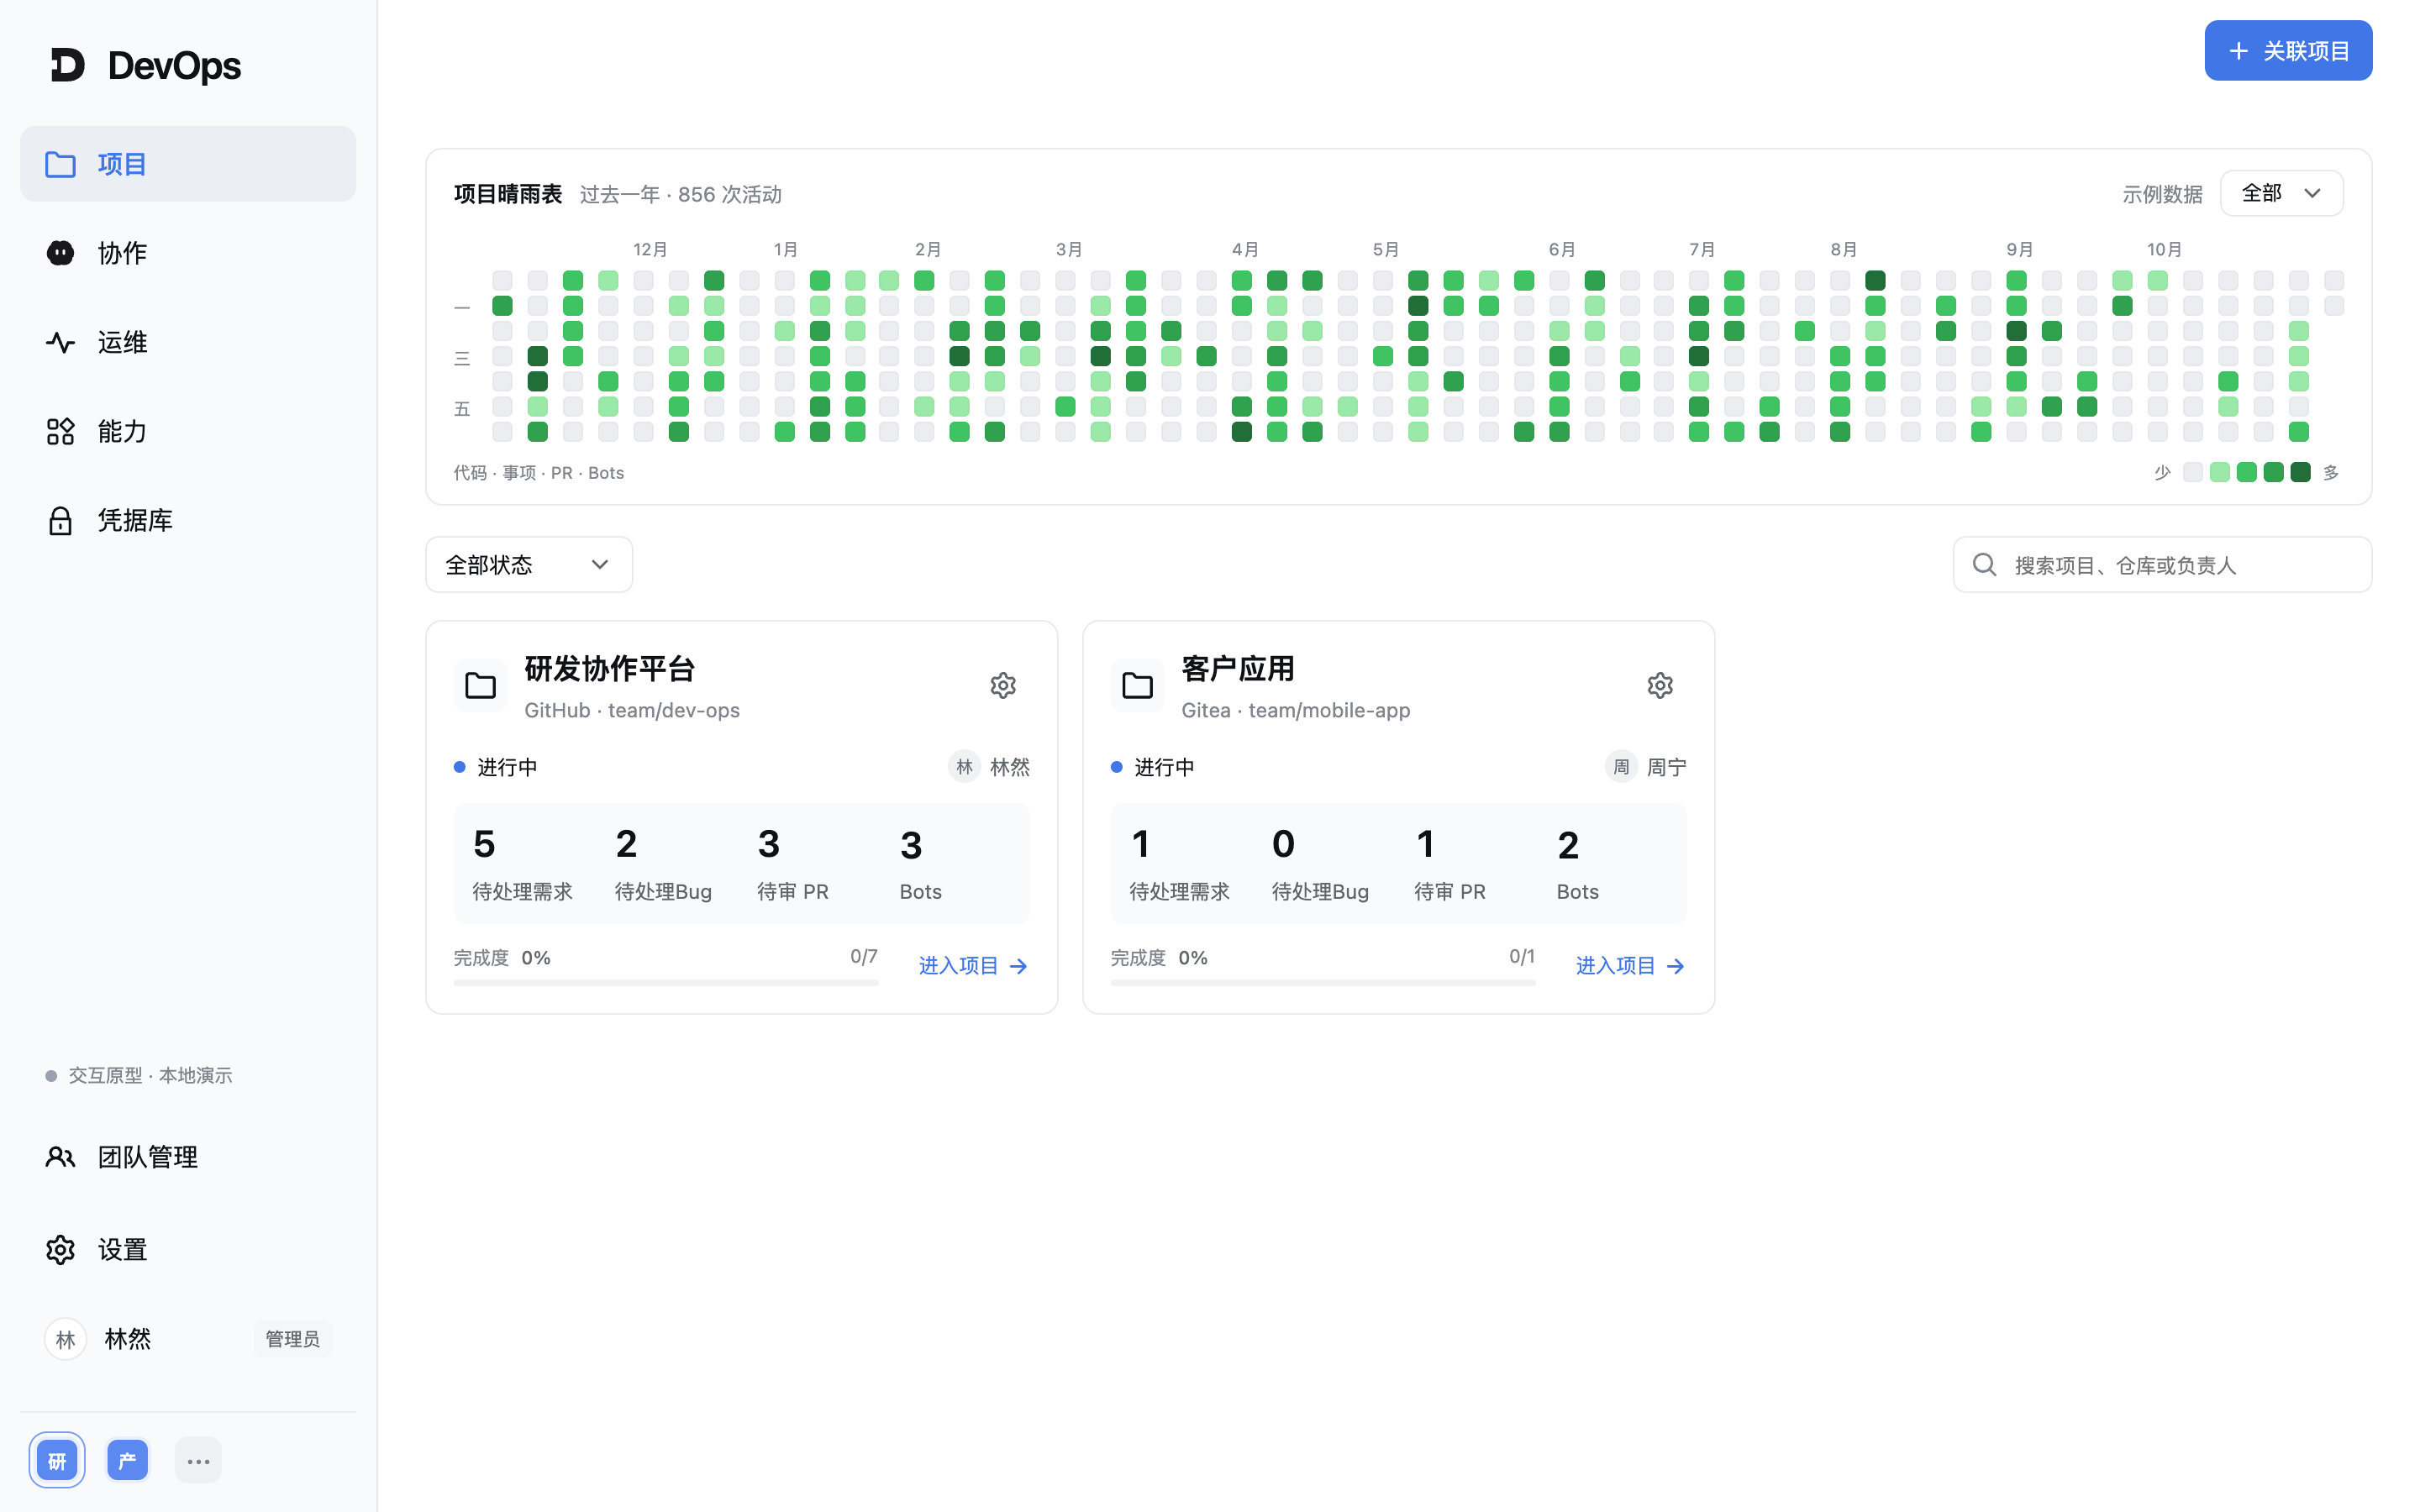 DevOps
项目
协作
运维
能力
凭据库
交互原型 · 本地演示
团队管理
设置
林 林然 管理员
研 产 ...
+ 关联项目
项目晴雨表 过去一年 · 856 次活动 示例数据 全部
12月 1月 2月 3月 4月 5月 6月 7月 8月 9月 10月
一
三
五
代码 · 事项 · PR · Bots 少 多
全部状态 搜索项目、仓库或负责人
研发协作平台
GitHub · team/dev-ops
进行中 林 林然
5 2 3 3
待处理需求 待处理Bug 待审 PR Bots
完成度 0% 0/7 进入项目 →
客户应用
Gitea · team/mobile-app
进行中 周 周宁
1 0 1 2
待处理需求 待处理Bug 待审 PR Bots
完成度 0% 0/1 进入项目 →